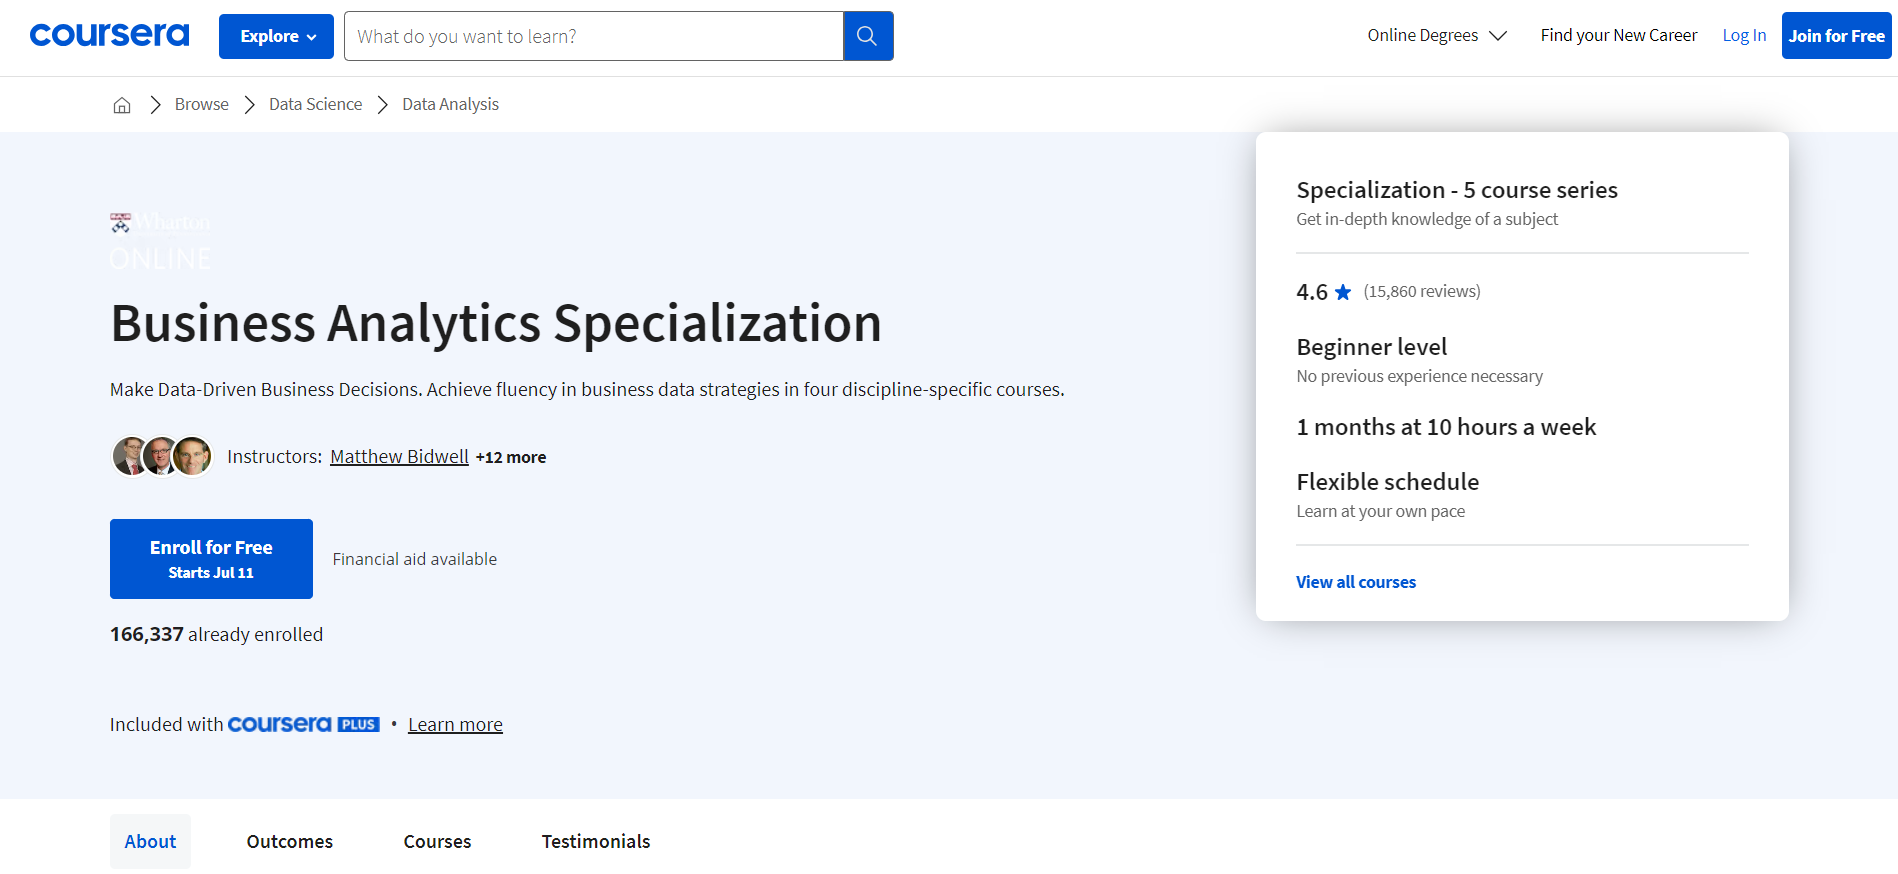 coursera Explore What do you want to learn? Online Degrees Find your New Career Log In Join for Free
Browse Data Science Data Analysis
Wharton
ONLINE
Business Analytics Specialization
Make Data-Driven Business Decisions. Achieve fluency in business data strategies in four discipline-specific courses.
Instructors: Matthew Bidwell +12 more
Enroll for Free
Starts Jul 11
Financial aid available
166,337 already enrolled
Included with coursera PLUS • Learn more
Specialization - 5 course series
Get in-depth knowledge of a subject
4.6 (15,860 reviews)
Beginner level
No previous experience necessary
1 months at 10 hours a week
Flexible schedule
Learn at your own pace
View all courses
About Outcomes Courses Testimonials